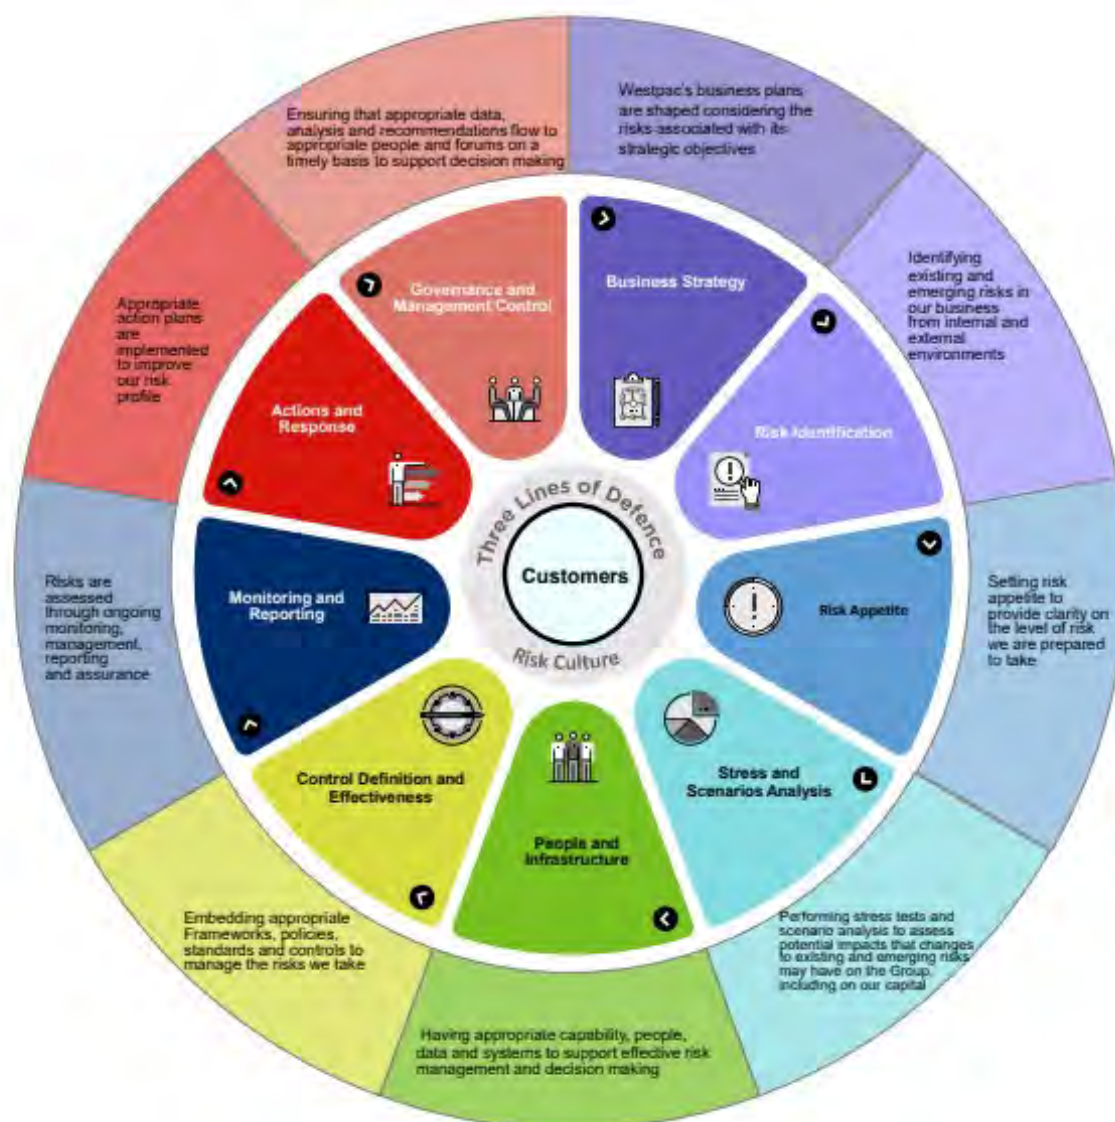 Westpac's business plans
are shaped considering the
risks associated with its
strategic objectives
Business Strategy
Identifying
existing and
emerging risks in
our business
from internal and
external
environments
Risk Identification
Setting risk
appetite to
provide clarity on
the level of risk
we are prepared
to take
Risk Appetite
Performing stress tests and
scenario analysis to assess
potential impacts that changes
to existing and emerging risks
may have on the Group,
including on our capital
Stress and
Scenarios Analysis
Having appropriate capability, people,
data and systems to support effective risk
management and decision making
People and
Infrastructure
Embedding appropriate
Frameworks, policies,
standards and controls to
manage the risks we take
Control Definition and
Effectiveness
Risks are
assessed
through ongoing
monitoring,
management,
reporting
and assurance
Monitoring and
Reporting
Appropriate
action plans
are
implemented
to improve
our risk
profile
Actions and
Response
Ensuring that appropriate data,
analysis and recommendations flow to
appropriate people and forums on a
timely basis to support decision making
Governance and
Management Control
Three Lines of Defence
Customers
Risk Culture